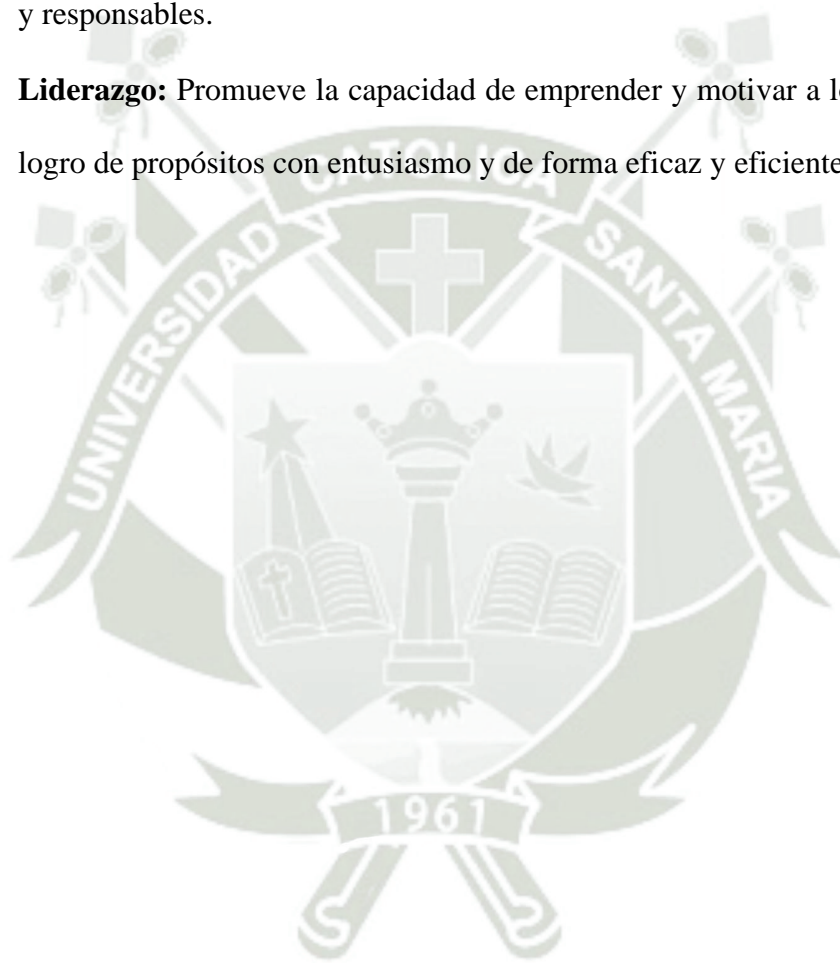 y responsables.
Liderazgo: Promueve la capacidad de emprender y motivar a l
logro de propósitos con entusiasmo y de forma eficaz y eficiente
UNIVERSIDAD CATOLICA SANTA MARIA
1961